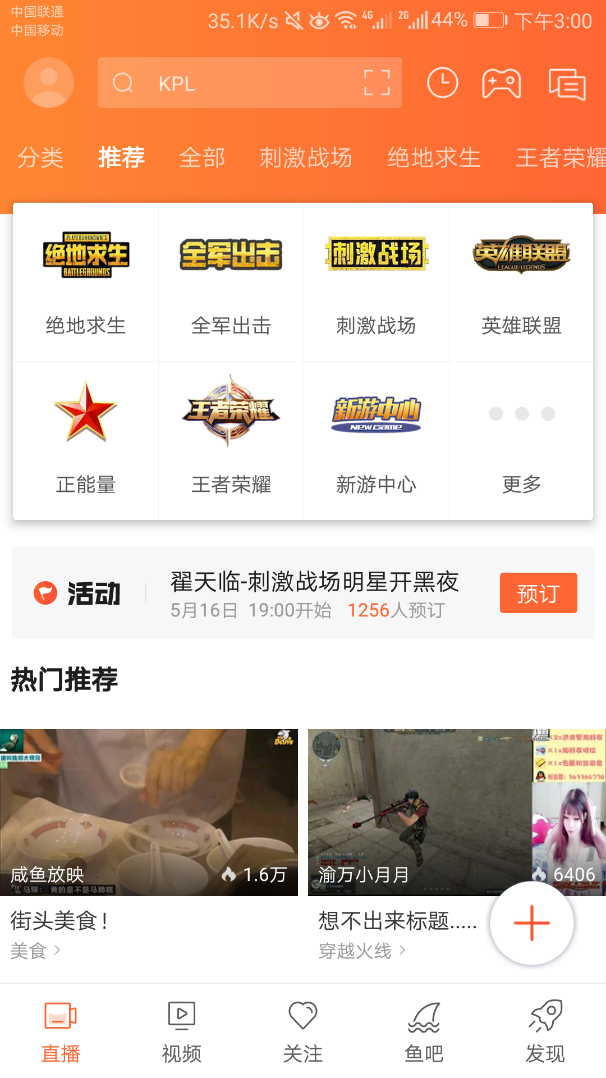 中国联通
中国移动
35.1K/s 4G 2G 44% 下午3:00
KPL
分类 推荐 全部 刺激战场 绝地求生 王者荣耀
PLAYERUNKNOWN'S
绝地求生
BATTLEGROUNDS
全军出击
刺激战场
英雄联盟
LEAGUE LEGENDS
绝地求生 全军出击 刺激战场 英雄联盟
王者荣耀
新游中心
NEW GAME
正能量 王者荣耀 新游中心 更多
活动
翟天临-刺激战场明星开黑夜
5月16日 19:00开始 1256人预订
预订
热门推荐
咸鱼放映 1.6万
渝万小月月 6406
街头美食！
美食
想不出来标题.....
穿越火线
直播 视频 关注 鱼吧 发现